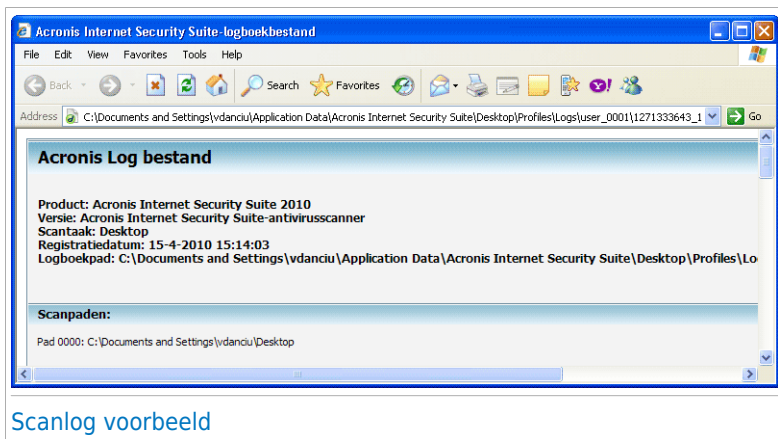 Acronis Internet Security Suite-logboekbestand
File Edit View Favorites Tools Help
Back Search Favorites
Address C:\Documents and Settings\vdanciu\Application Data\Acronis Internet Security Suite\Desktop\Profiles\Logs\user_0001\1271333643_1 Go
Acronis Log bestand
Product: Acronis Internet Security Suite 2010
Versie: Acronis Internet Security Suite-antivirusscanner
Scantaak: Desktop
Registratiedatum: 15-4-2010 15:14:03
Logboekpad: C:\Documents and Settings\vdanciu\Application Data\Acronis Internet Security Suite\Desktop\Profiles\Lo
Scanpaden:
Pad 0000: C:\Documents and Settings\vdanciu\Desktop
Scanlog voorbeeld